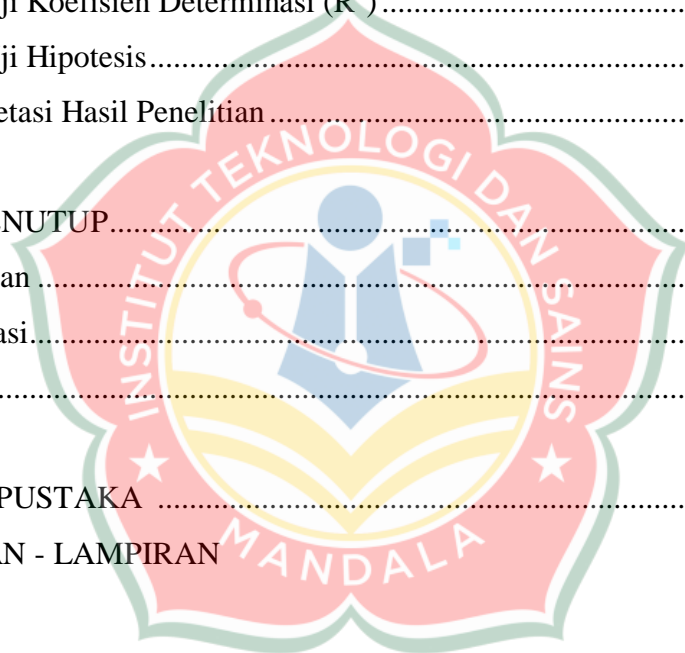 ji Koefisien Determinasi (R²)
ji Hipotesis
etasi Hasil Penelitian
ENUTUP
an
asi
PUSTAKA
AN - LAMPIRAN
INSTITUT TEKNOLOGI DAN SAINS
MANDALA